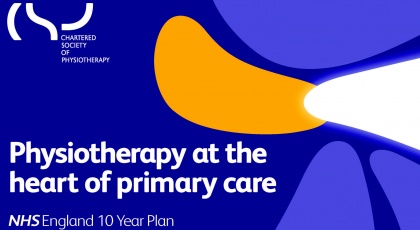 CHARTERED
SOCIETY
OF
PHYSIOTHERAPY
Physiotherapy at the
heart of primary care
NHS England 10 Year Plan